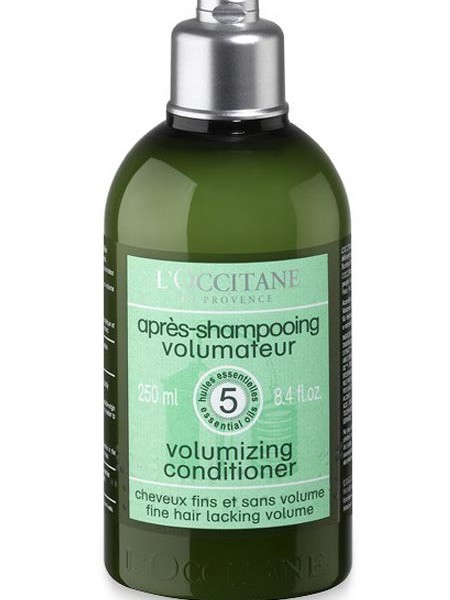 L'OCCITANE
EN PROVENCE
après-shampooing
volumateur
250 ml
huiles essentielles
5
essential oils
8.4 fl.oz.
volumizing
conditioner
cheveux fins et sans volume
fine hair lacking volume
L'OCCITANE